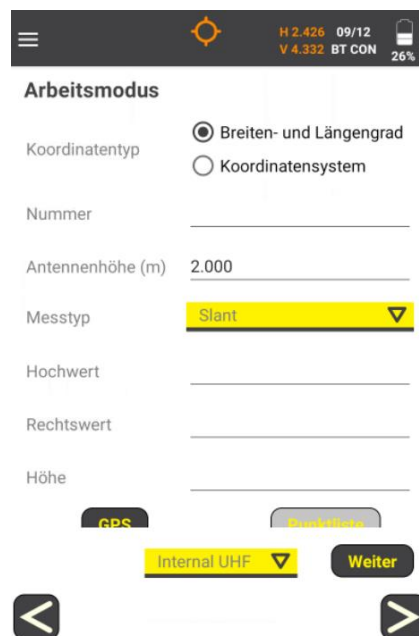 H 2.426 09/12
V 4.332 BT CON
26%
Arbeitsmodus
Koordinatentyp
Breiten- und Längengrad
Koordinatensystem
Nummer
Antennenhöhe (m) 2.000
Messtyp Slant
Hochwert
Rechtswert
Höhe
GPS Punktliste
Internal UHF Weiter